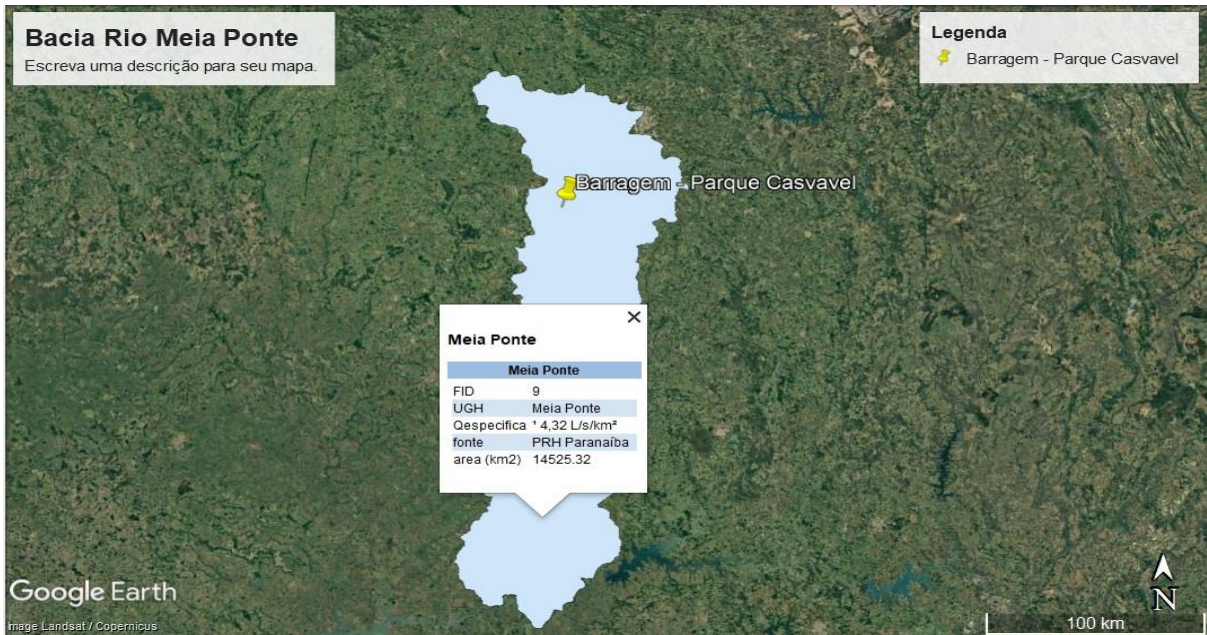 Bacia Rio Meia Ponte
Escreva uma descrição para seu mapa.
Legenda
Barragem - Parque Casvavel
Barragem - Parque Casvavel
Meia Ponte
Meia Ponte
FID 9
UGH Meia Ponte
Qespecifica ¹ 4,32 L/s/km²
fonte PRH Paranaíba
area (km2) 14525.32
Google Earth
Image Landsat / Copernicus
N
100 km